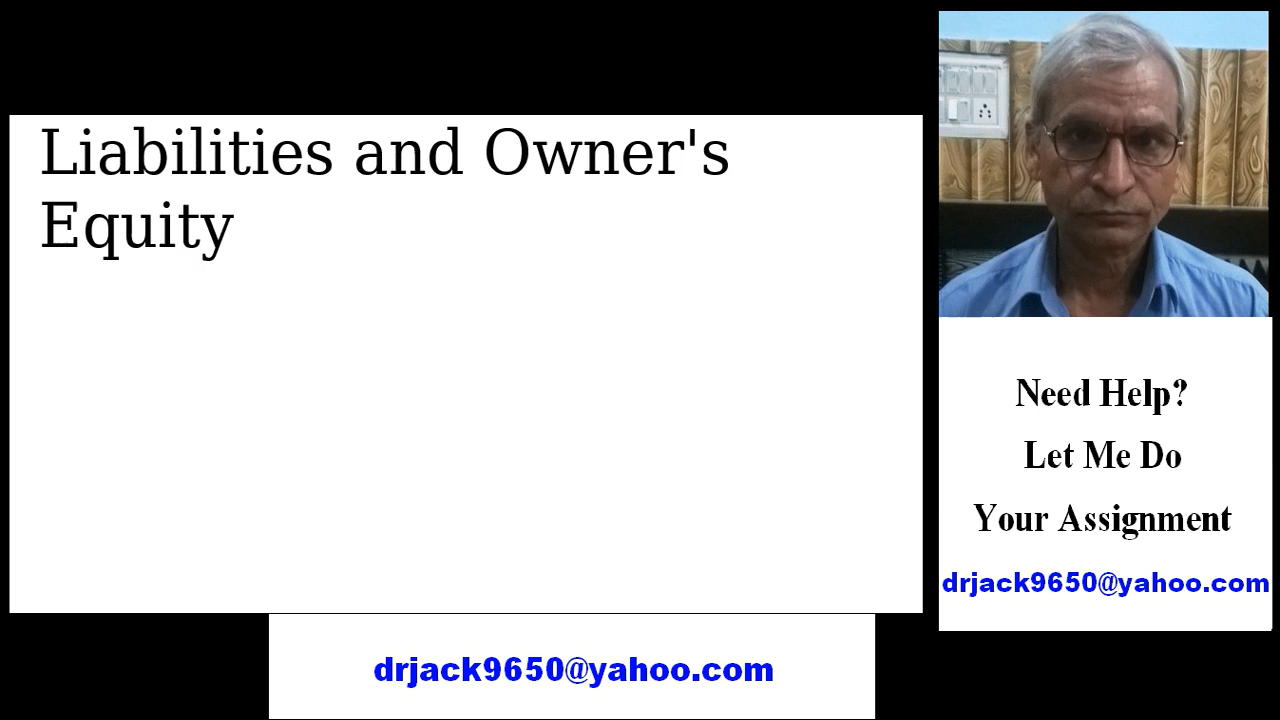 Liabilities and Owner's
Equity
Need Help?
Let Me Do
Your Assignment
drjack9650@yahoo.com
drjack9650@yahoo.com